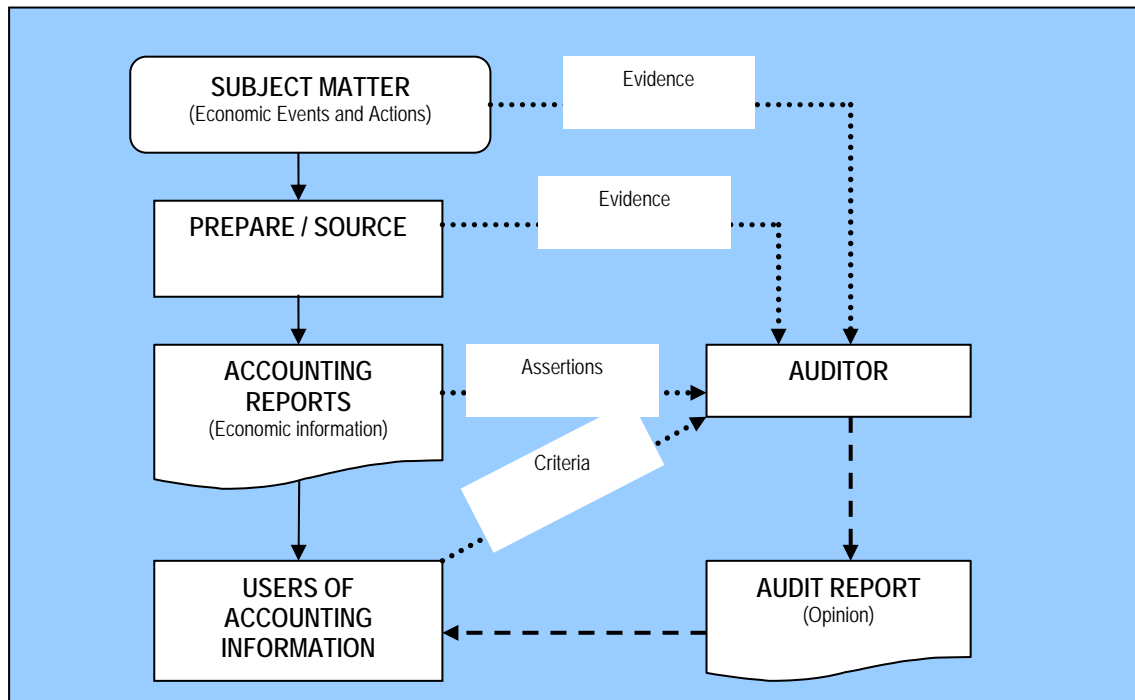 SUBJECT MATTER
(Economic Events and Actions)
Evidence
PREPARE / SOURCE
Evidence
ACCOUNTING
REPORTS
(Economic information)
Assertions
AUDITOR
Criteria
USERS OF
ACCOUNTING
INFORMATION
AUDIT REPORT
(Opinion)